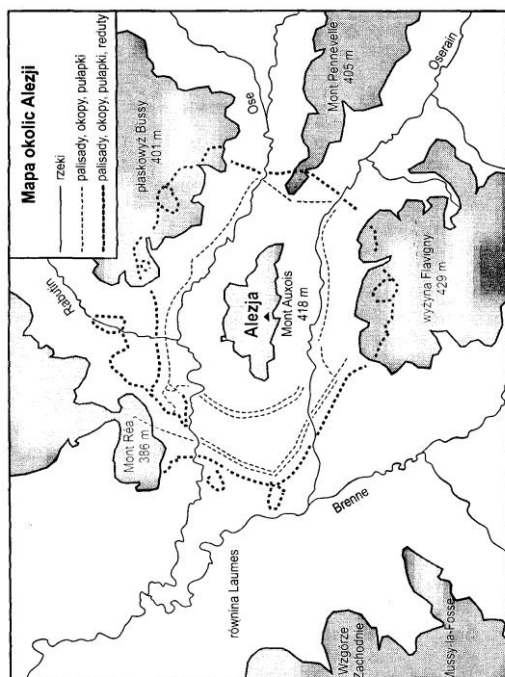 Mapa okolic Alezji
rzeki
palisady, okopy, pułapki
palisady, okopy, pułapki, reduty
Rabutin
płaskowyż Bussy
401 m
Ose
Mont Pennevelle
405 m
Oserain
Mont Réa
386 m
Alezja
Mont Auxois
418 m
wyżyna Flavigny
429 m
Brenne
równina Laumes
Wzgórze
Zachodnie
Mussy-la-Fosse